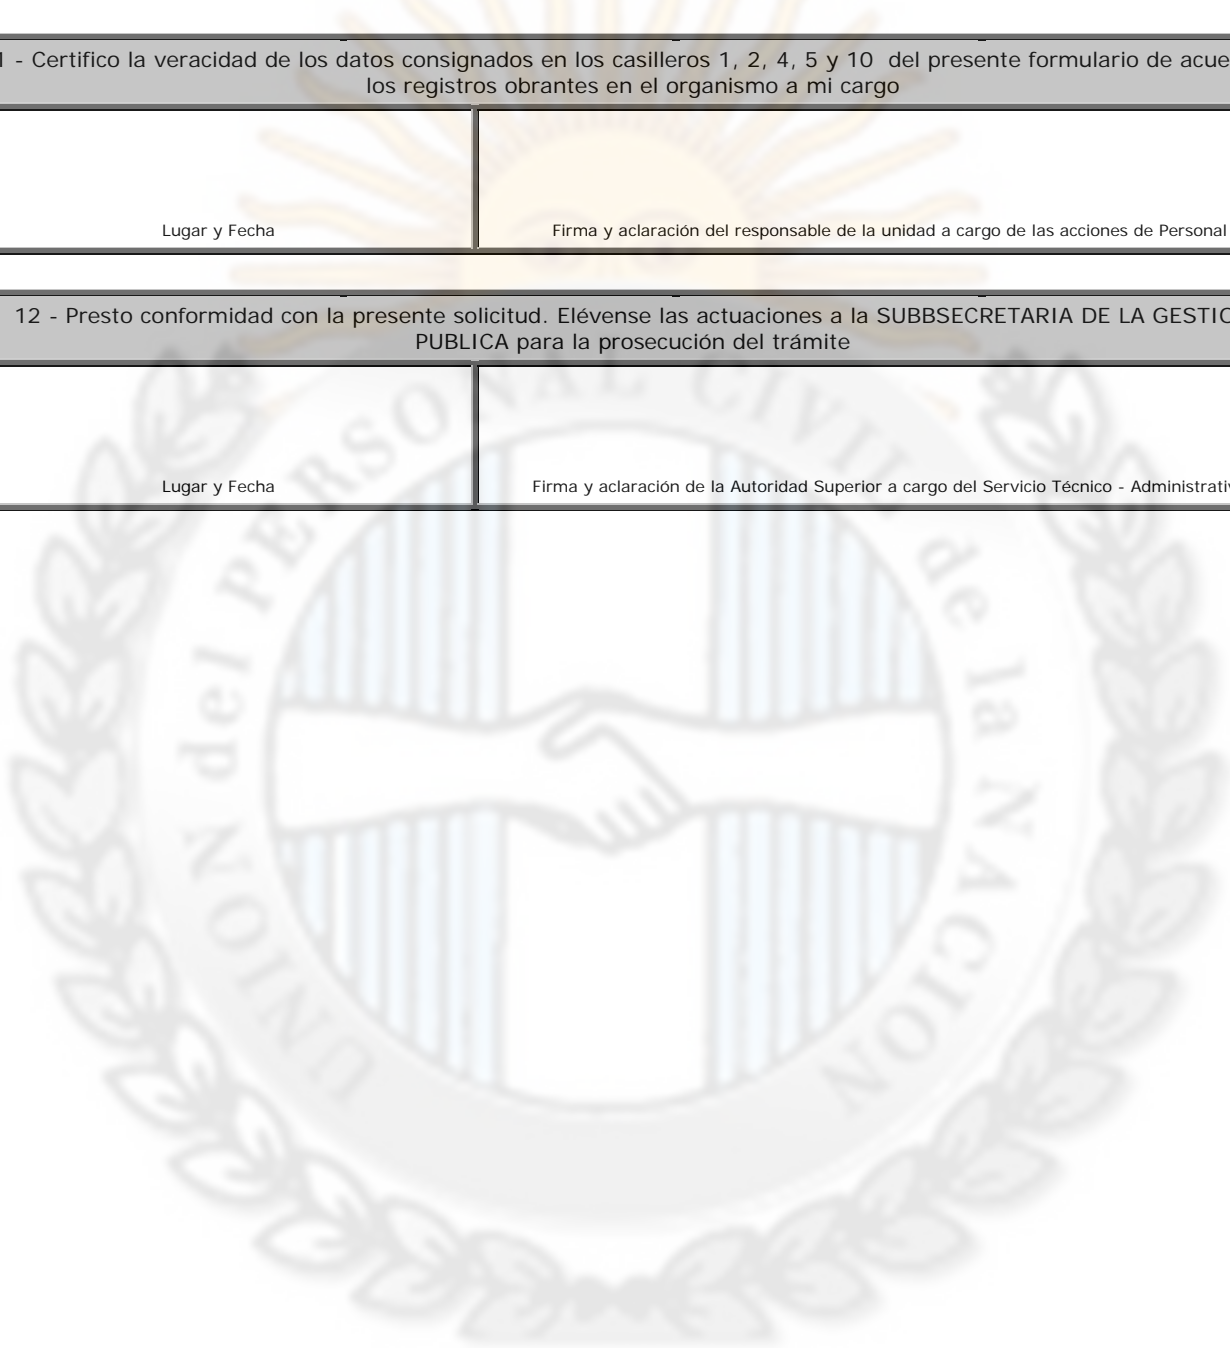 - Certifico la veracidad de los datos consignados en los casilleros 1, 2, 4, 5 y 10 del presente formulario de acue
los registros obrantes en el organismo a mi cargo
Lugar y Fecha
Firma y aclaración del responsable de la unidad a cargo de las acciones de Personal
12 - Presto conformidad con la presente solicitud. Elévense las actuaciones a la SUBBSECRETARIA DE LA GESTIO
PUBLICA para la prosecución del trámite
Lugar y Fecha
Firma y aclaración de la Autoridad Superior a cargo del Servicio Técnico - Administrativ
UNION del PERSONAL CIVIL de la NACION